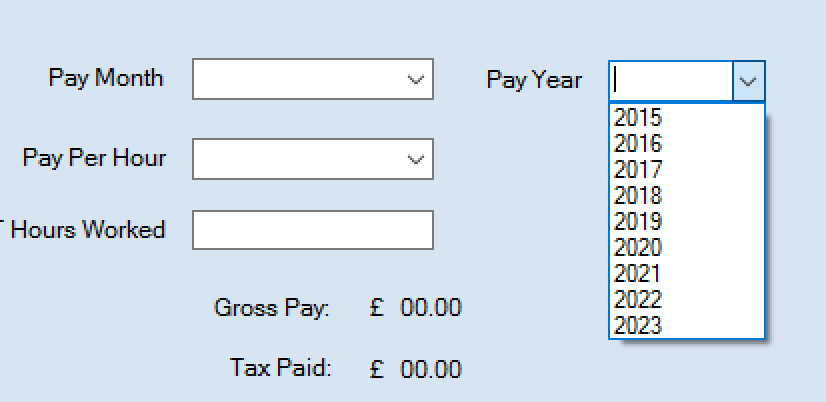 Pay Month
Pay Year
2015
2016
2017
2018
2019
2020
2021
2022
2023
Pay Per Hour
Hours Worked
Gross Pay: £ 00.00
Tax Paid: £ 00.00